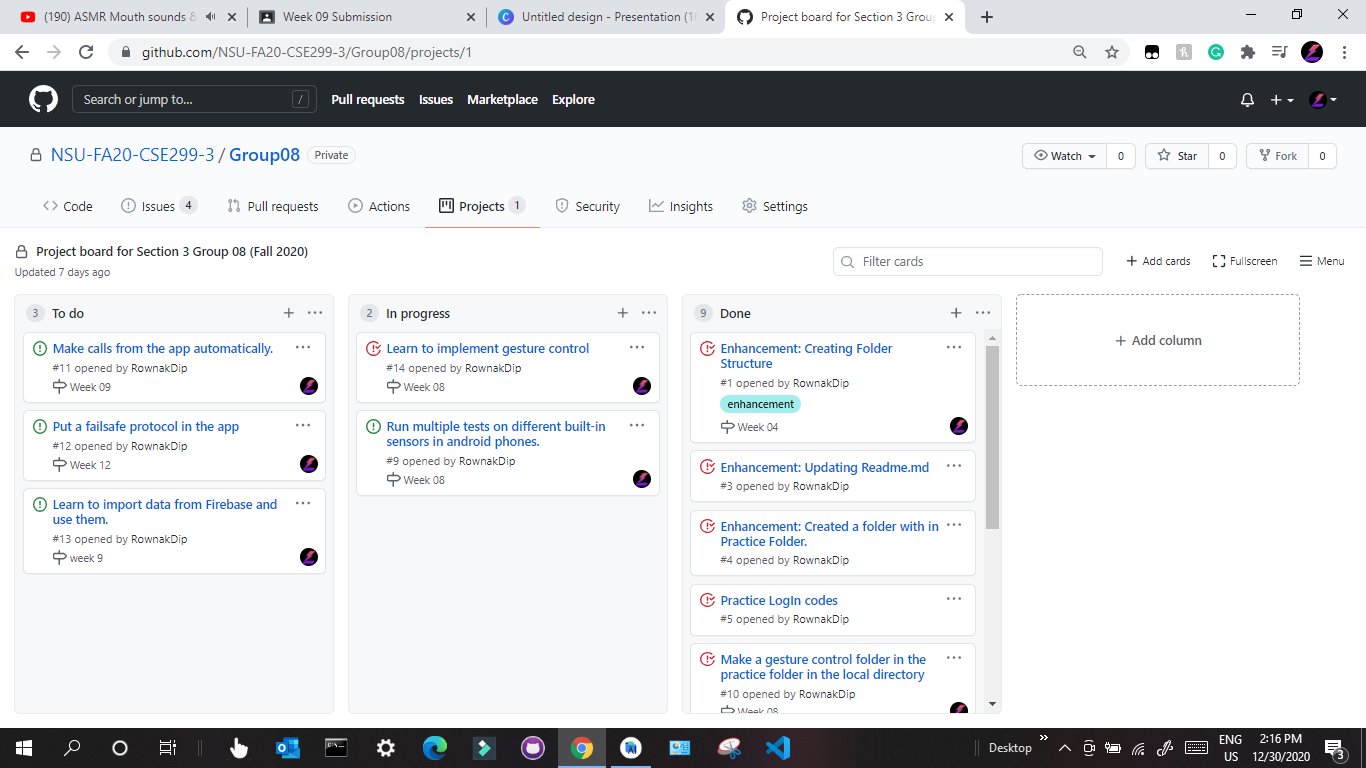 (190) ASMR Mouth sounds &
Week 09 Submission
Untitled design - Presentation (1
Project board for Section 3 Grou
github.com/NSU-FA20-CSE299-3/Group08/projects/1
Search or jump to...
/
Pull requests
Issues
Marketplace
Explore
NSU-FA20-CSE299-3 / Group08
Private
Watch
0
Star
0
Fork
0
Code
Issues 4
Pull requests
Actions
Projects 1
Security
Insights
Settings
Project board for Section 3 Group 08 (Fall 2020)
Updated 7 days ago
Filter cards
Add cards
Fullscreen
Menu
3 To do
Make calls from the app automatically.
#11 opened by RownakDip
Week 09
Put a failsafe protocol in the app
#12 opened by RownakDip
Week 12
Learn to import data from Firebase and
use them.
#13 opened by RownakDip
week 9
2 In progress
Learn to implement gesture control
#14 opened by RownakDip
Week 08
Run multiple tests on different built-in
sensors in android phones.
#9 opened by RownakDip
Week 08
9 Done
Enhancement: Creating Folder
Structure
#1 opened by RownakDip
enhancement
Week 04
Enhancement: Updating Readme.md
#3 opened by RownakDip
Enhancement: Created a folder with in
Practice Folder.
#4 opened by RownakDip
Practice LogIn codes
#5 opened by RownakDip
Make a gesture control folder in the
practice folder in the local directory
#10 opened by RownakDip
Week 08
+ Add column
Desktop
ENG
US
2:16 PM
12/30/2020
3